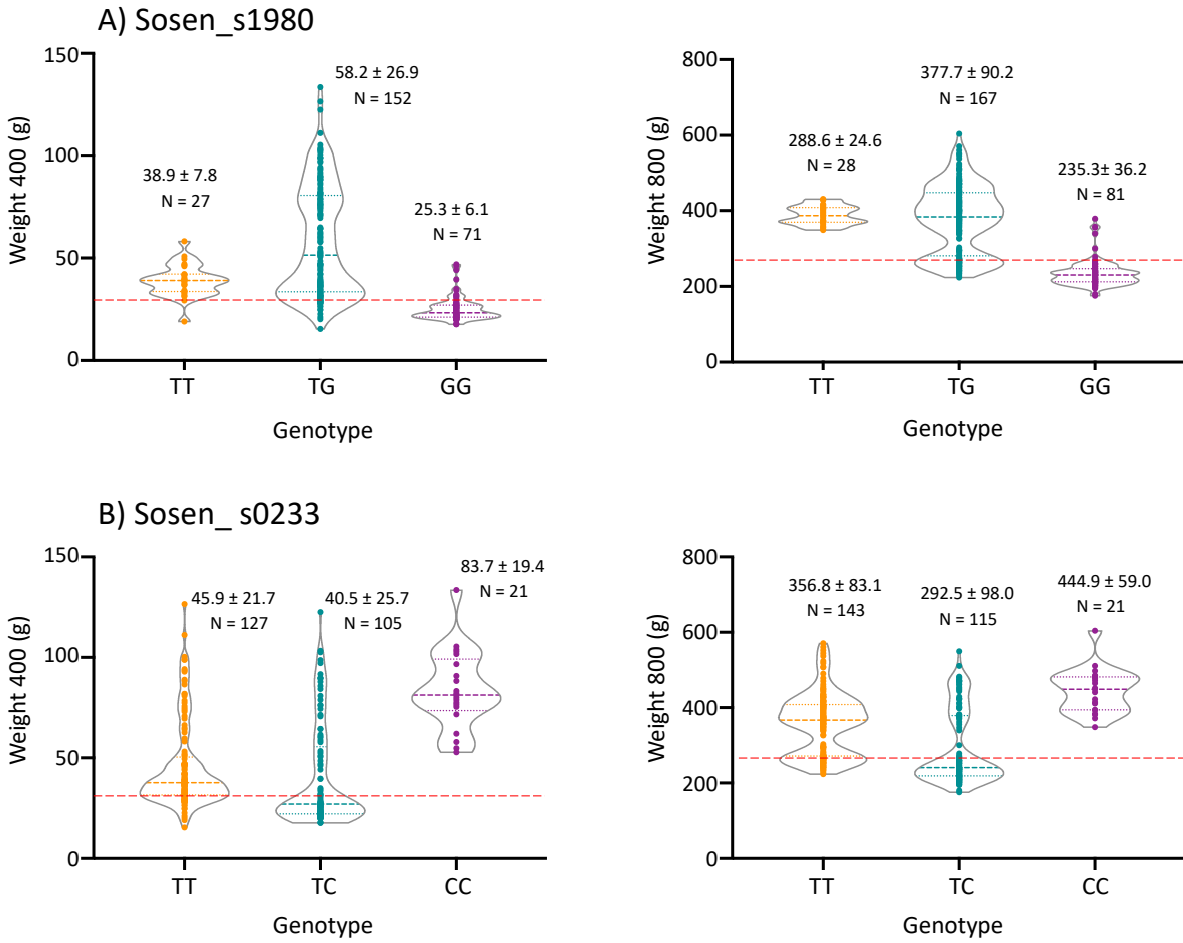 A) Sosen_s1980
Weight 400 (g)
150
100
50
0
38.9 ± 7.8
N = 27
58.2 ± 26.9
N = 152
25.3 ± 6.1
N = 71
TT TG GG
Genotype
Weight 800 (g)
800
600
400
200
0
288.6 ± 24.6
N = 28
377.7 ± 90.2
N = 167
235.3± 36.2
N = 81
TT TG GG
Genotype
B) Sosen_ s0233
Weight 400 (g)
150
100
50
0
45.9 ± 21.7
N = 127
40.5 ± 25.7
N = 105
83.7 ± 19.4
N = 21
TT TC CC
Genotype
Weight 800 (g)
800
600
400
200
0
356.8 ± 83.1
N = 143
292.5 ± 98.0
N = 115
444.9 ± 59.0
N = 21
TT TC CC
Genotype